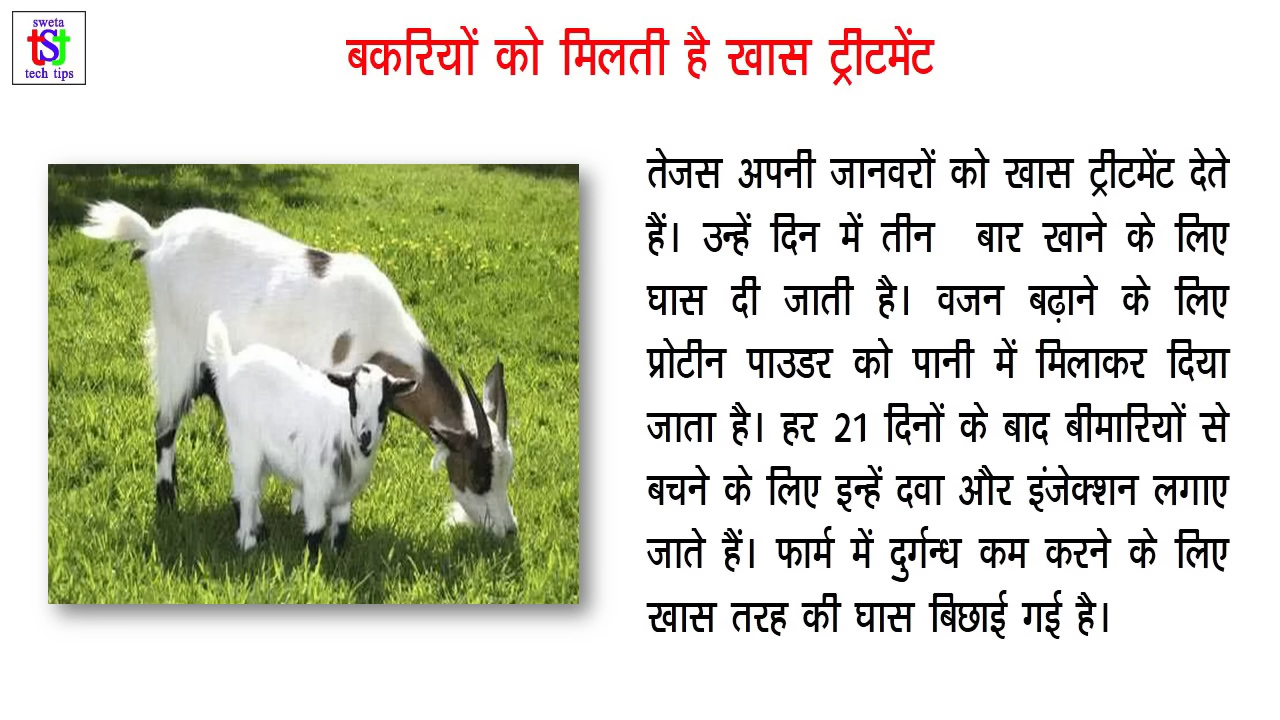 sweta
tSt
tech tips
बकरियों को मिलती है खास ट्रीटमेंट
तेजस अपनी जानवरों को खास ट्रीटमेंट देते
हैं। उन्हें दिन में तीन बार खाने के लिए
घास दी जाती है। वजन बढ़ाने के लिए
प्रोटीन पाउडर को पानी में मिलाकर दिया
जाता है। हर 21 दिनों के बाद बीमारियों से
बचने के लिए इन्हें दवा और इंजेक्शन लगाए
जाते हैं। फार्म में दुर्गन्ध कम करने के लिए
खास तरह की घास बिछाई गई है।